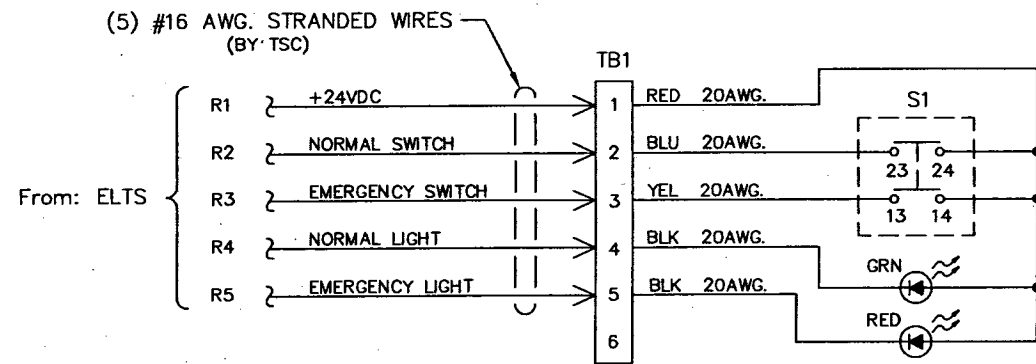 (5) #16 AWG. STRANDED WIRES
(BY TSC)
TB1
R1 +24VDC 1 RED 20AWG.
S1
R2 NORMAL SWITCH 2 BLU 20AWG.
23 24
From: ELTS
R3 EMERGENCY SWITCH 3 YEL 20AWG.
13 14
R4 NORMAL LIGHT 4 BLK 20AWG.
GRN
R5 EMERGENCY LIGHT 5 BLK 20AWG.
RED
6